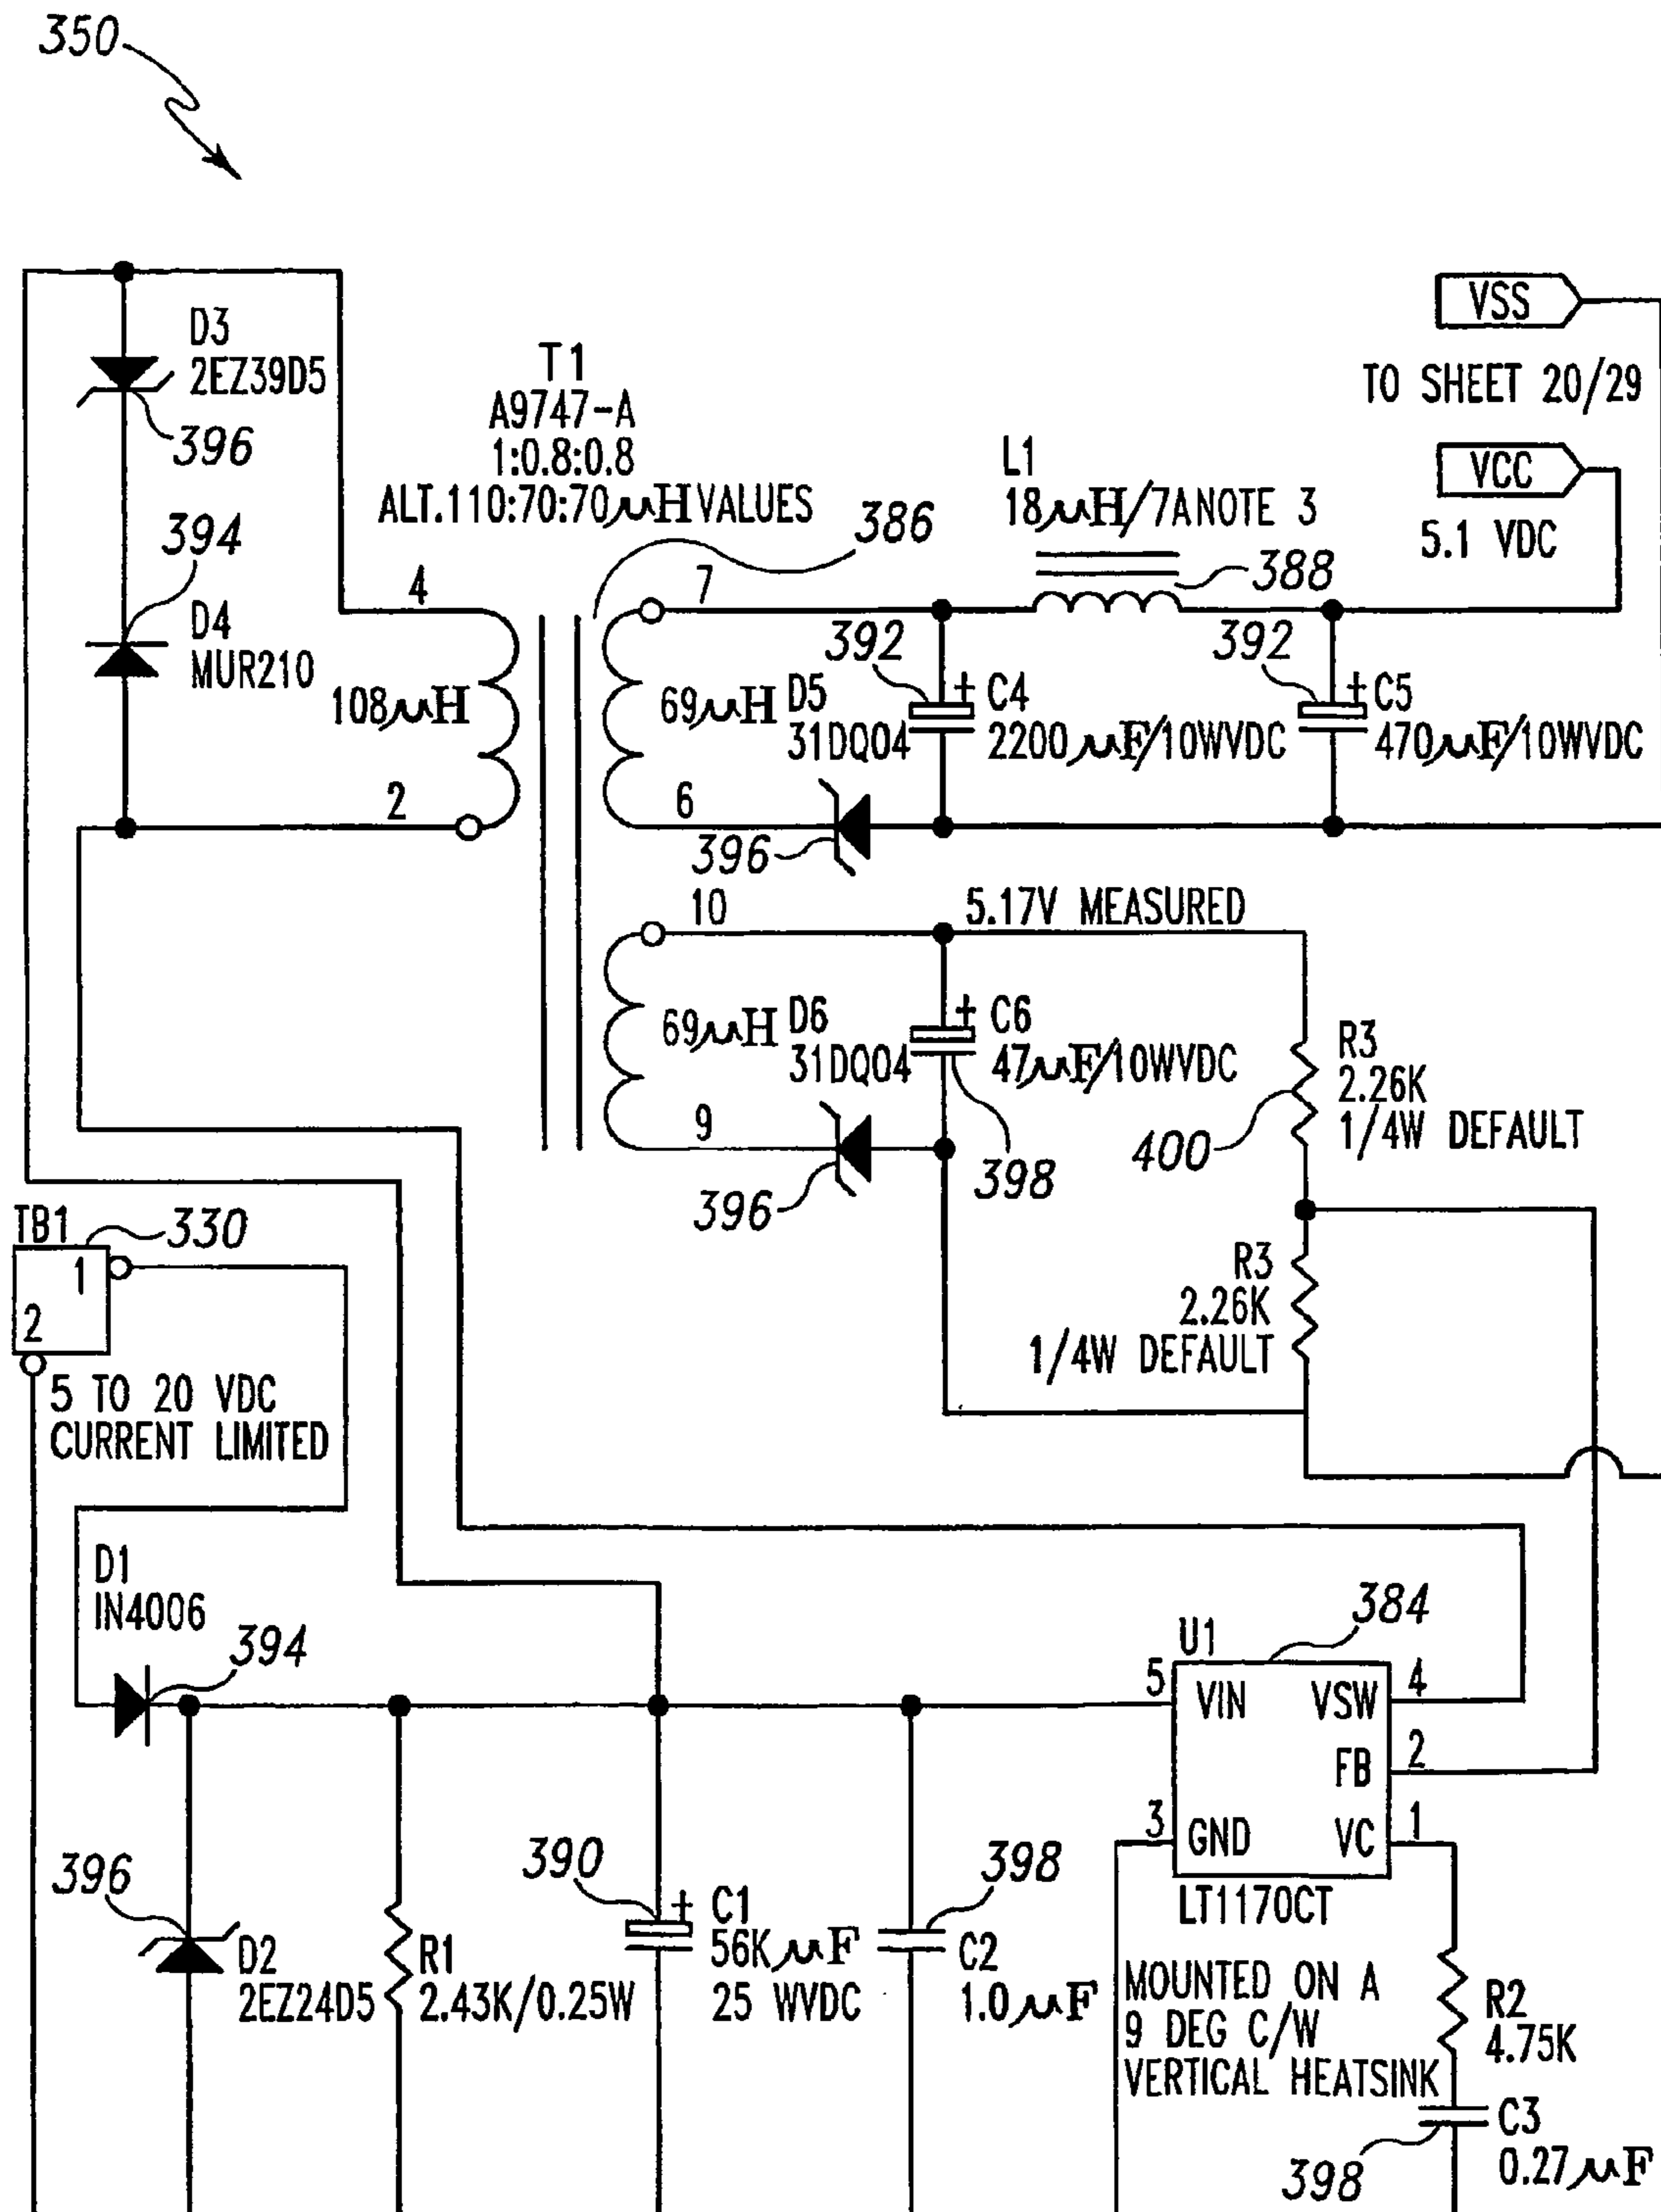 350
D3
2EZ39D5
396
394
D4
MUR210
T1
A9747-A
1:0.8:0.8
ALT.110:70:70μH VALUES
386
4
108μH
2
7
69μH
6
L1
18μH/7A NOTE 3
388
VSS
TO SHEET 20/29
VCC
5.1 VDC
392
D5
31DQ04
+
C4
2200μF/10WVDC
392
+
C5
470μF/10WVDC
396
10
5.17V MEASURED
69μH
D6
31DQ04
+
C6
47μF/10WVDC
9
396
398
R3
2.26K
1/4W DEFAULT
400
R3
2.26K
1/4W DEFAULT
TB1
330
1
2
5 TO 20 VDC
CURRENT LIMITED
D1
IN4006
394
U1
384
5
VIN
VSW
4
FB
2
3
GND
VC
1
LT1170CT
MOUNTED ON A
9 DEG C/W
VERTICAL HEATSINK
396
D2
2EZ24D5
R1
2.43K/0.25W
390
+
C1
56KμF
25 WVDC
398
C2
1.0μF
R2
4.75K
C3
0.27μF
398